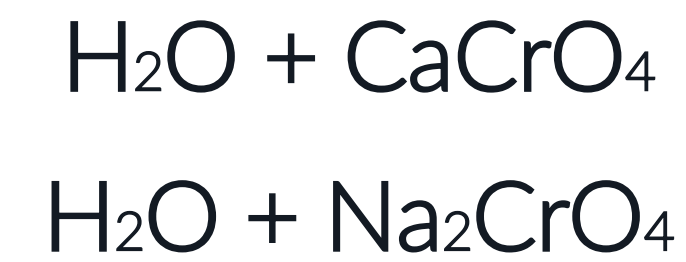 H₂O + CaCrO₄
H₂O + Na₂CrO₄